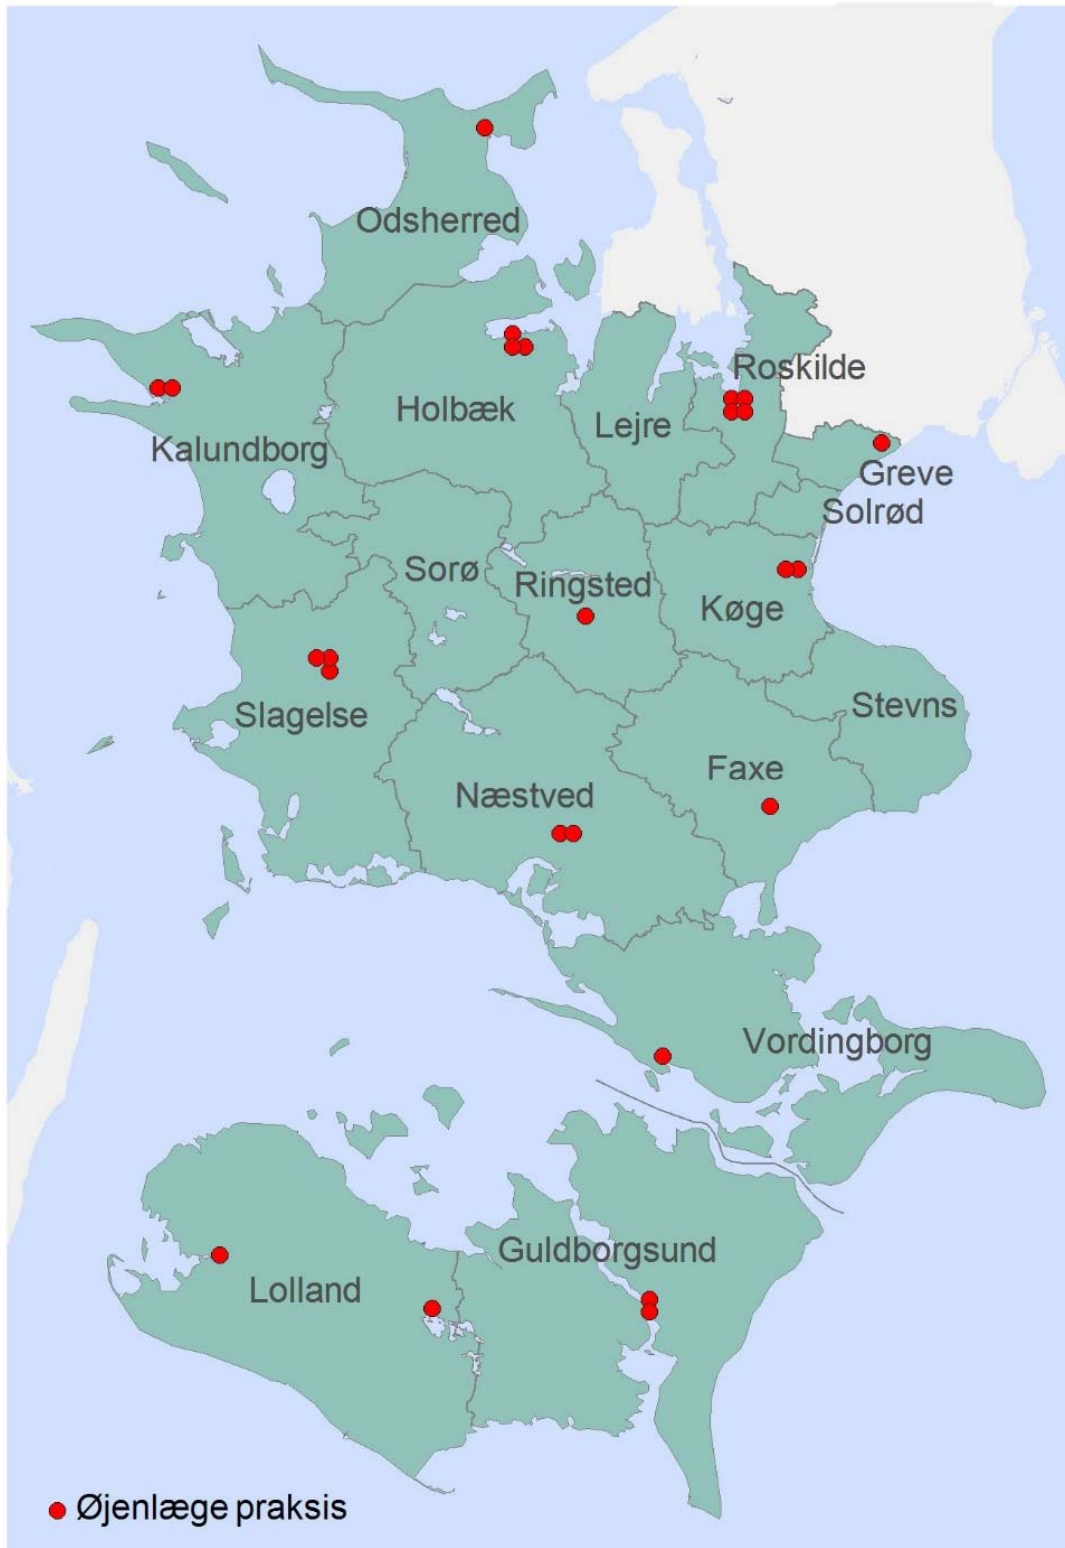 Odsherred
Roskilde
Holbæk
Lejre
Kalundborg
Greve
Solrød
Sorø
Ringsted
Køge
Stevns
Slagelse
Faxe
Næstved
Vordingborg
Guldborgsund
Lolland
Øjenlæge praksis